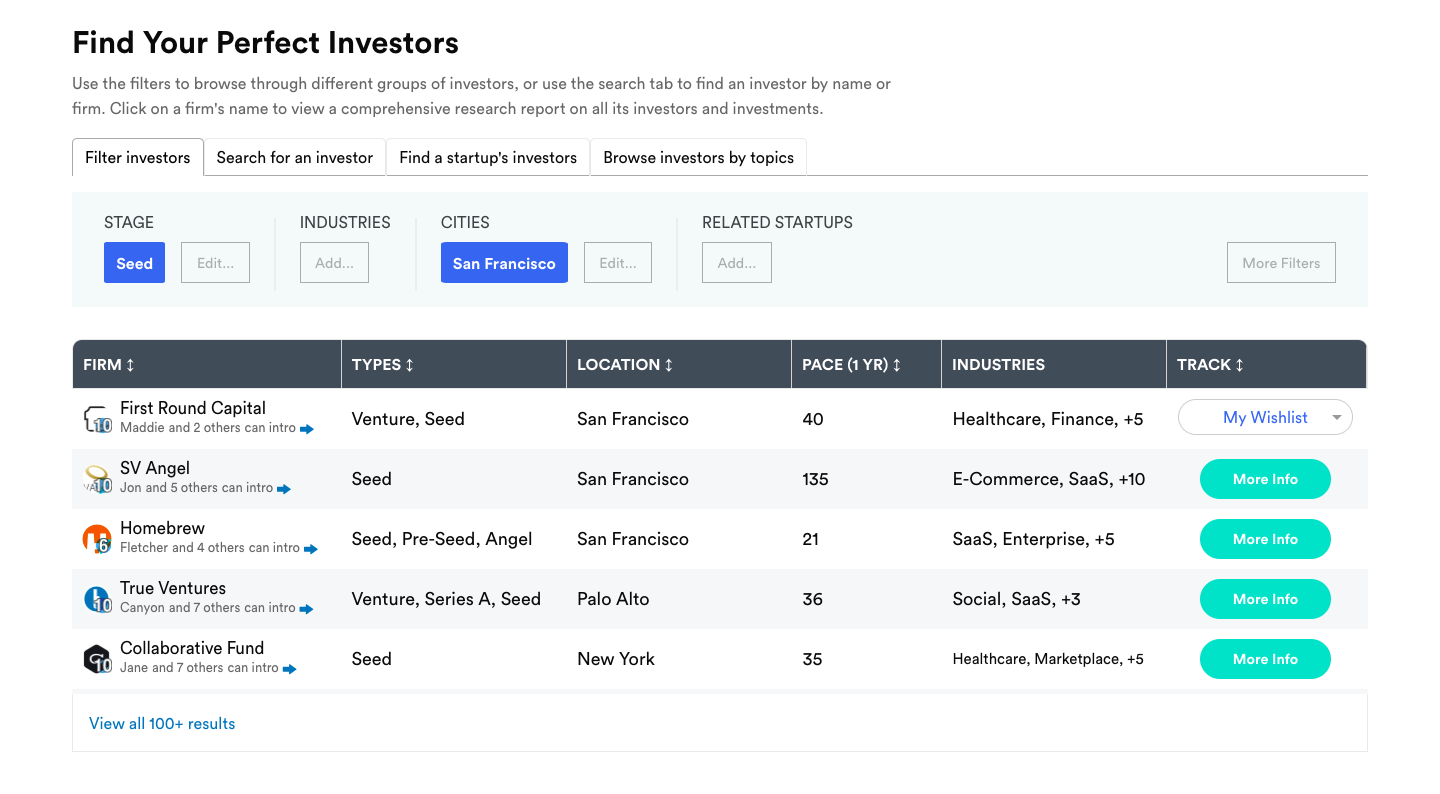 Find Your Perfect Investors
Use the filters to browse through different groups of investors, or use the search tab to find an investor by name or
firm. Click on a firm's name to view a comprehensive research report on all its investors and investments.
Filter investors Search for an investor Find a startup's investors Browse investors by topics
STAGE INDUSTRIES CITIES RELATED STARTUPS
Seed Edit... Add... San Francisco Edit... Add... More Filters
FIRM ↕ TYPES ↕ LOCATION ↕ PACE (1 YR) ↕ INDUSTRIES TRACK ↕
First Round Capital
10 Maddie and 2 others can intro Venture, Seed San Francisco 40 Healthcare, Finance, +5 My Wishlist
SV Angel
10 Jon and 5 others can intro Seed San Francisco 135 E-Commerce, SaaS, +10 More Info
Homebrew
6 Fletcher and 4 others can intro Seed, Pre-Seed, Angel San Francisco 21 SaaS, Enterprise, +5 More Info
True Ventures
10 Canyon and 7 others can intro Venture, Series A, Seed Palo Alto 36 Social, SaaS, +3 More Info
Collaborative Fund
10 Jane and 7 others can intro Seed New York 35 Healthcare, Marketplace, +5 More Info
View all 100+ results